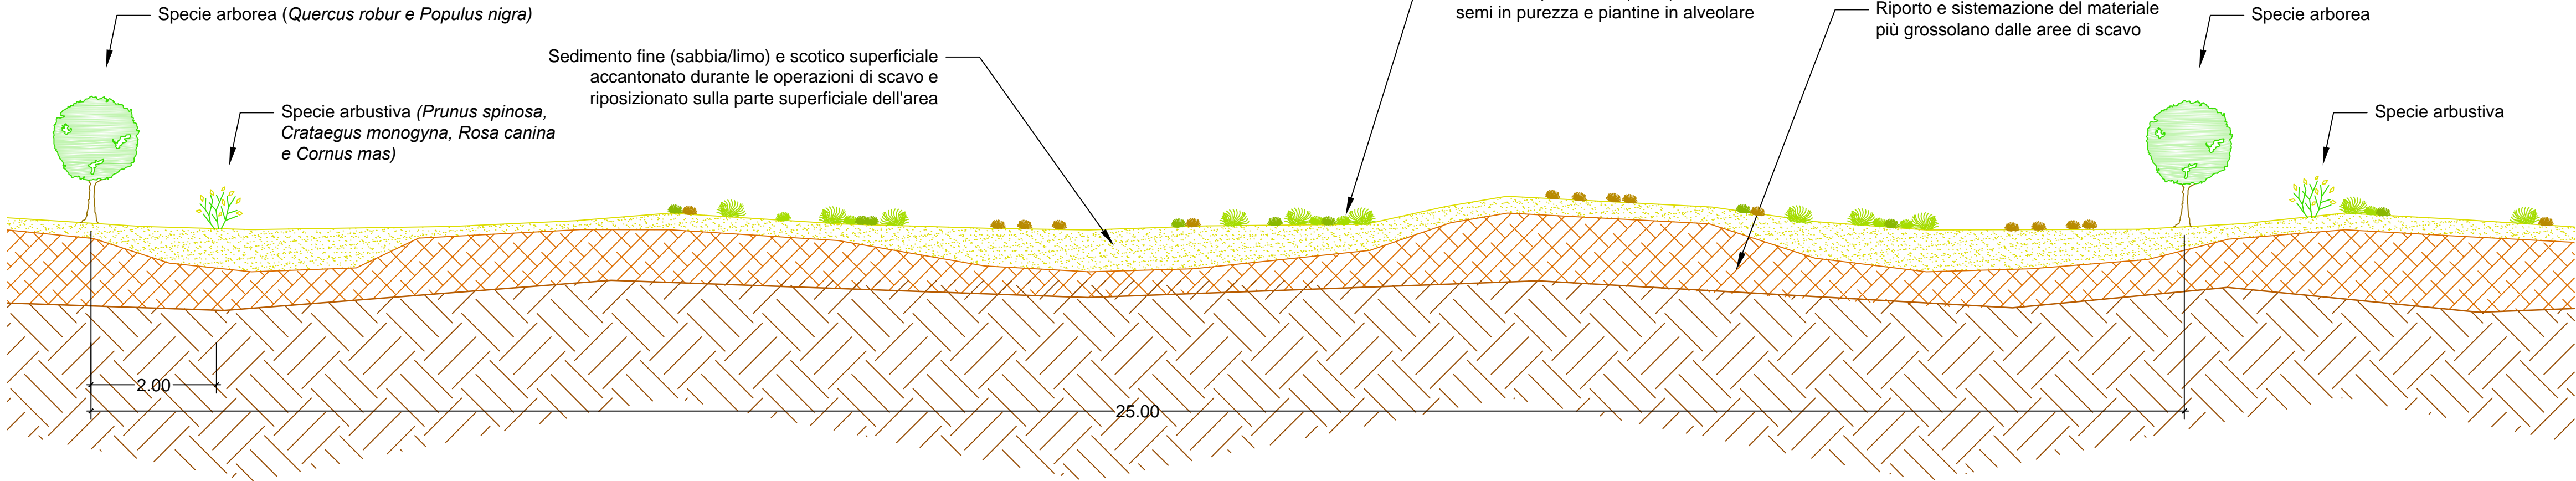 Specie arborea (Quercus robur e Populus nigra)
Sedimento fine (sabbia/limo) e scotico superficiale
accantonato durante le operazioni di scavo e
riposizionato sulla parte superficiale dell'area
Specie arbustiva (Prunus spinosa,
Crataegus monogyna, Rosa canina
e Cornus mas)
semi in purezza e piantine in alveolare
Riporto e sistemazione del materiale
più grossolano dalle aree di scavo
Specie arborea
Specie arbustiva
2.00
25.00